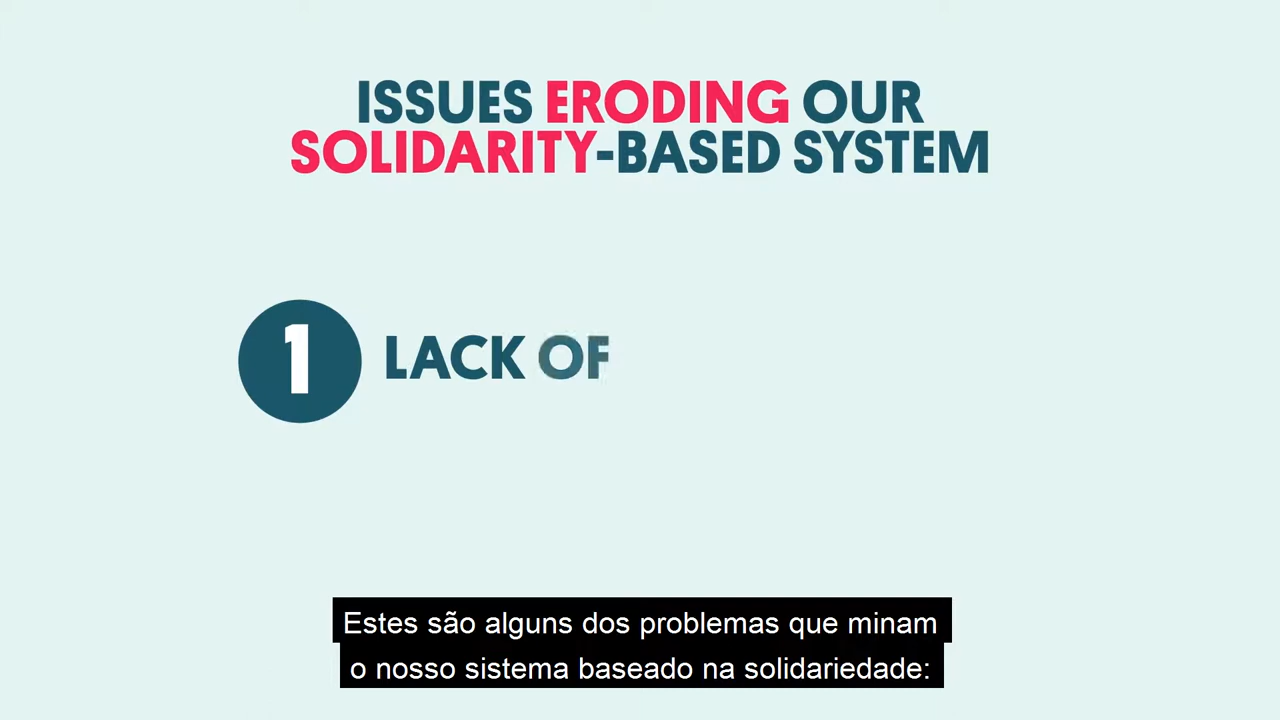 ISSUES ERODING OUR
SOLIDARITY-BASED SYSTEM
1 LACK OF
Estes são alguns dos problemas que minam
o nosso sistema baseado na solidariedade: